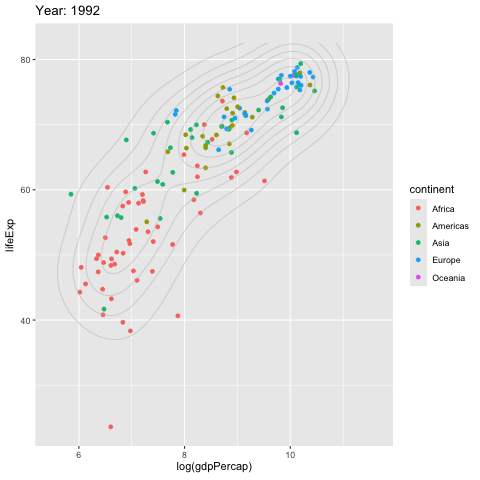 Year: 1992
80
60
40
lifeExp
6 8 10
log(gdpPercap)
continent
Africa
Americas
Asia
Europe
Oceania